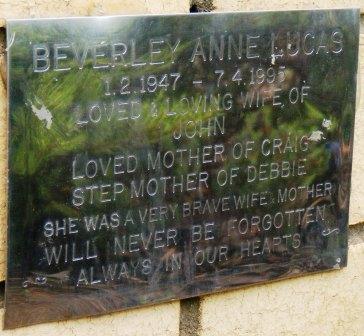 BEVERLEY ANNE LUCAS
1.2.1947 - 7.4.1993
LOVED & LOVING WIFE OF
JOHN
LOVED MOTHER OF CRAIG
STEP MOTHER OF DEBBIE
SHE WAS A VERY BRAVE WIFE & MOTHER
WILL NEVER BE FORGOTTEN
ALWAYS IN OUR HEARTS